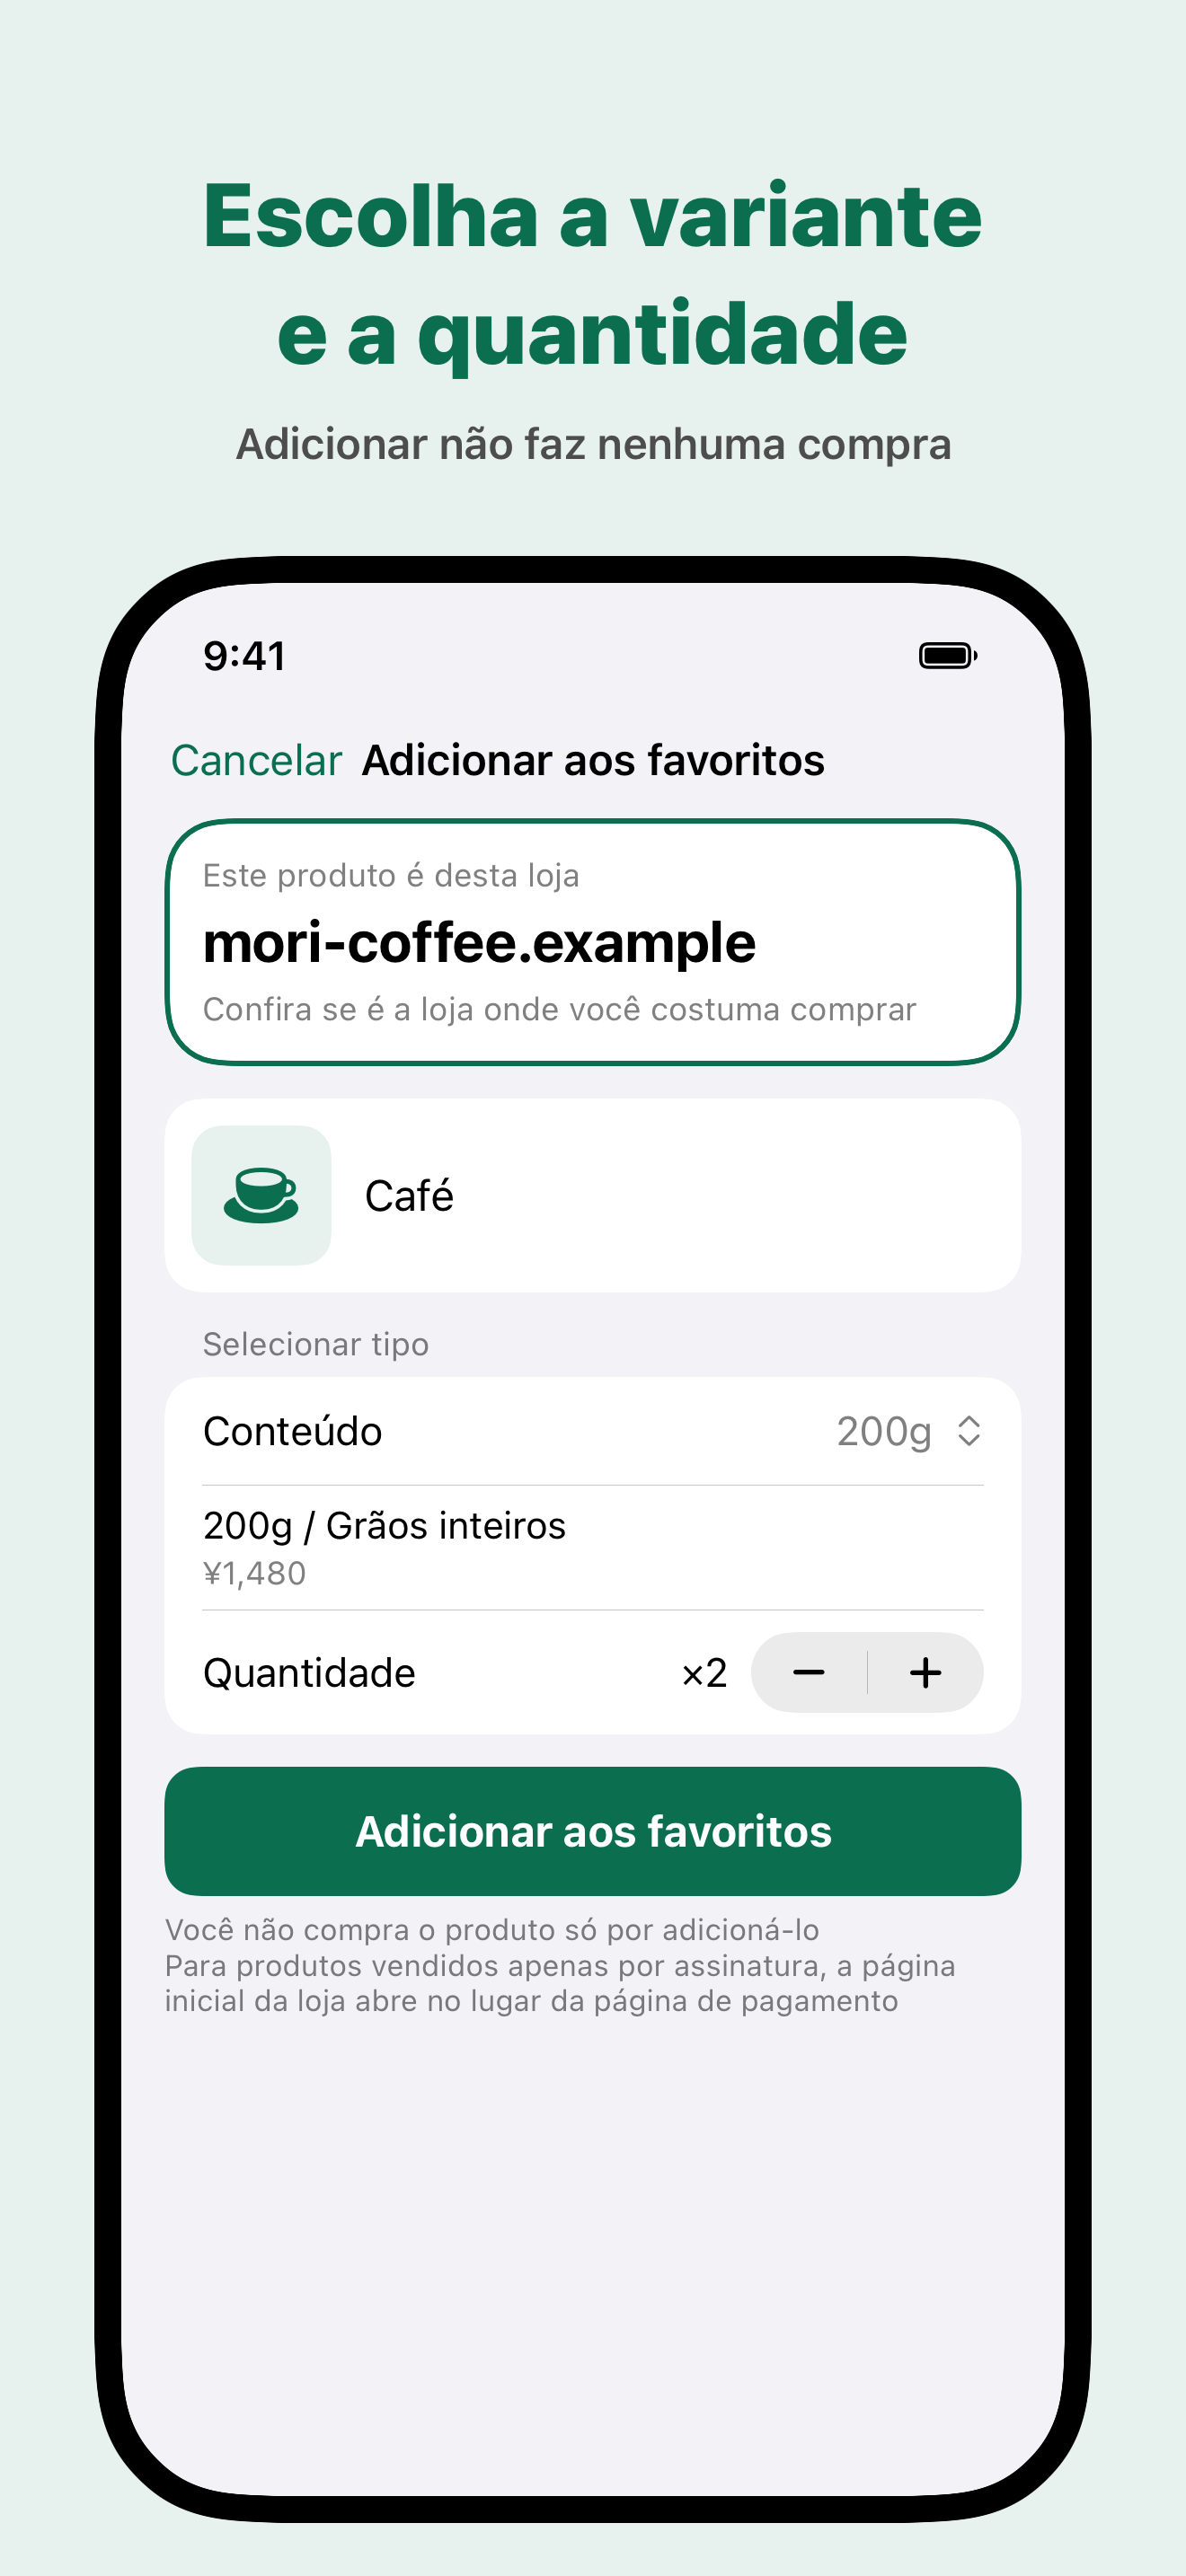 Escolha a variante
e a quantidade
Adicionar não faz nenhuma compra
9:41
Cancelar Adicionar aos favoritos
Este produto é desta loja
mori-coffee.example
Confira se é a loja onde você costuma comprar
Café
Selecionar tipo
Conteúdo 200g
200g / Grãos inteiros
¥1,480
Quantidade ×2 − +
Adicionar aos favoritos
Você não compra o produto só por adicioná-lo
Para produtos vendidos apenas por assinatura, a página
inicial da loja abre no lugar da página de pagamento